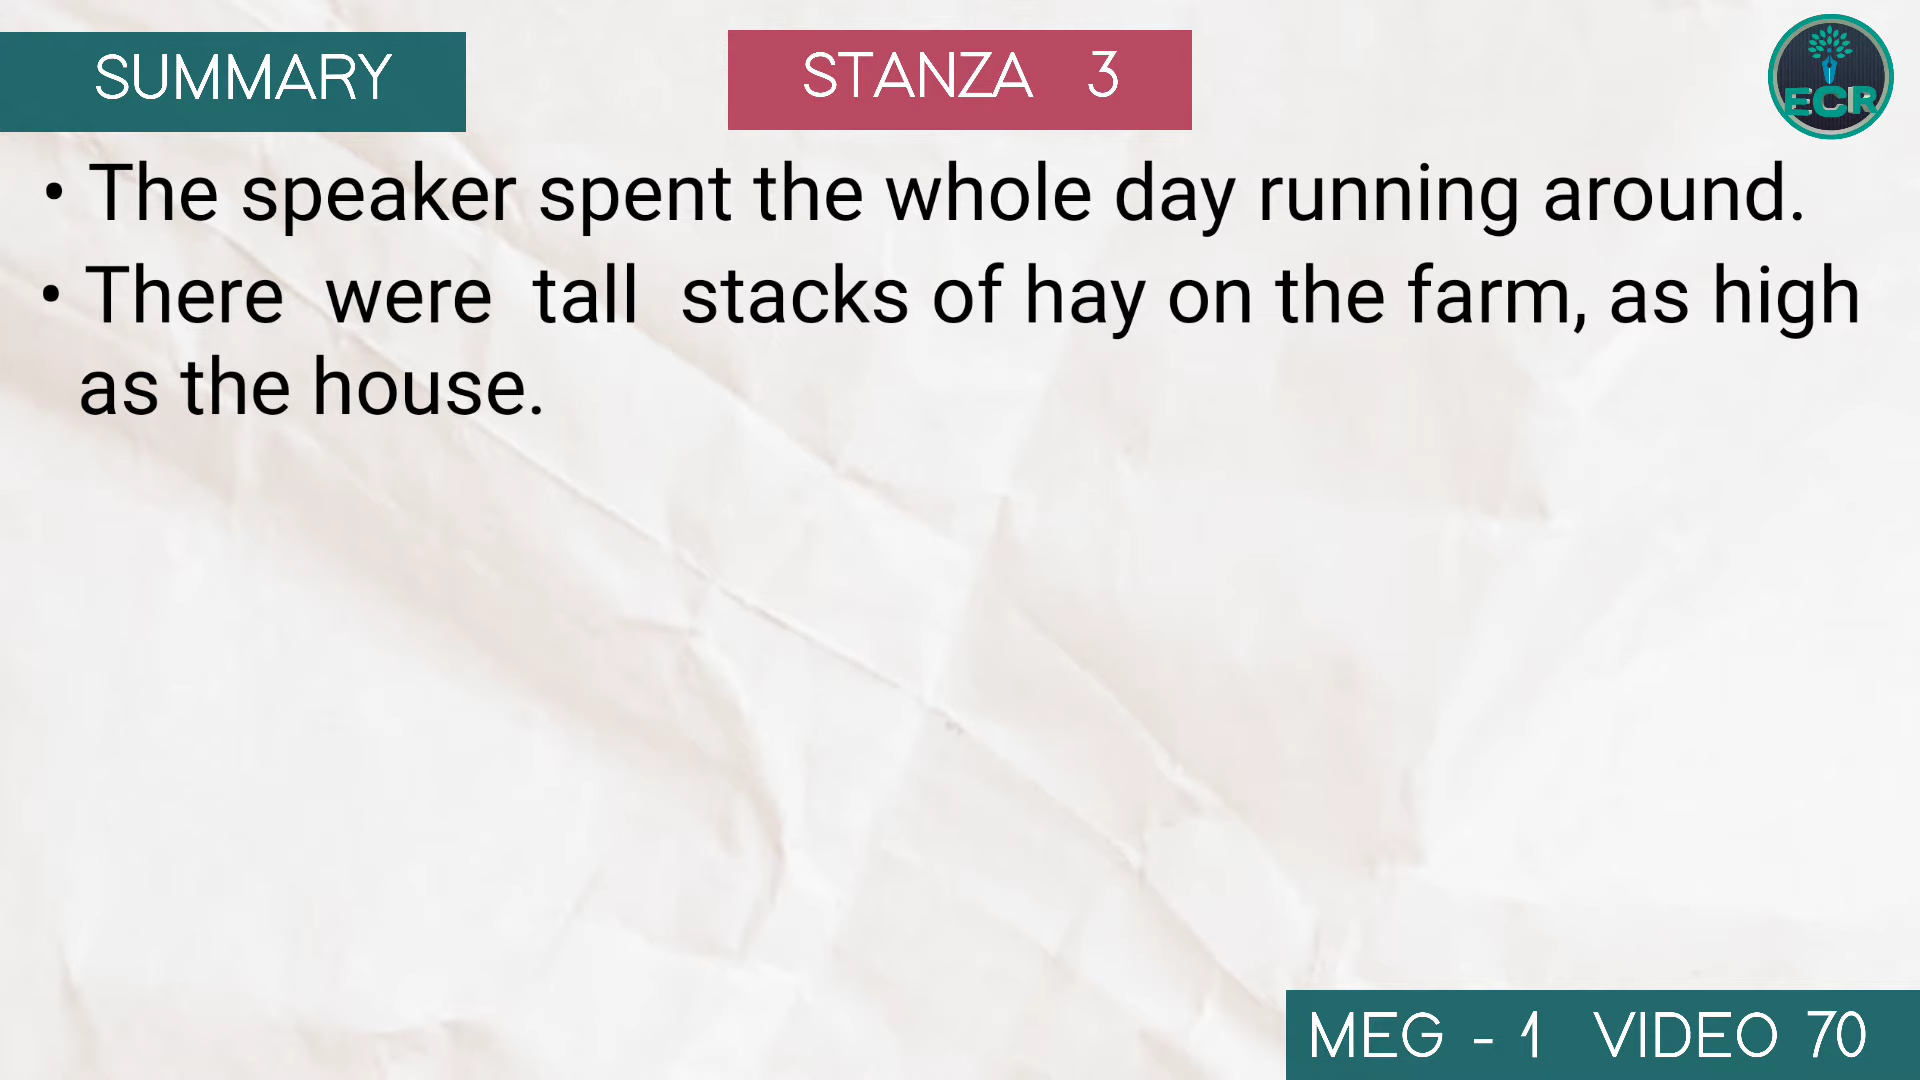 SUMMARY
STANZA 3
ECR
• The speaker spent the whole day running around.
• There were tall stacks of hay on the farm, as high
as the house.
MEG - 1 VIDEO 70